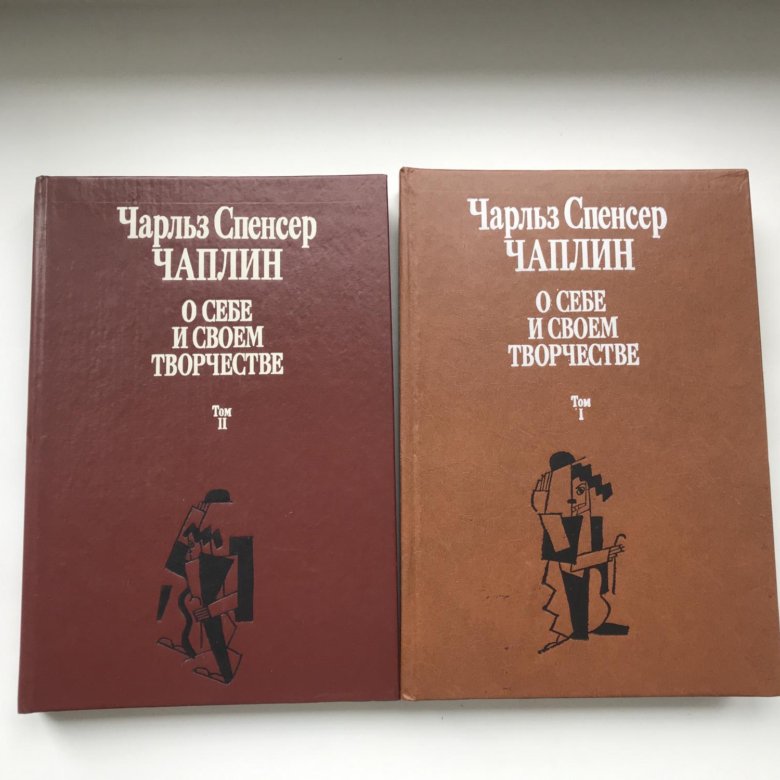 Чарльз Спенсер
ЧАПЛИН
О СЕБЕ
И СВОЕМ
ТВОРЧЕСТВЕ
Том
II
Чарльз Спенсер
ЧАПЛИН
О СЕБЕ
И СВОЕМ
ТВОРЧЕСТВЕ
Том
I